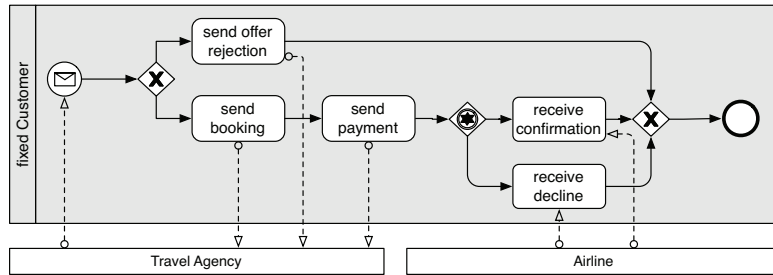 fixed Customer
send offer
rejection
send
booking
send
payment
receive
confirmation
receive
decline
Travel Agency
Airline